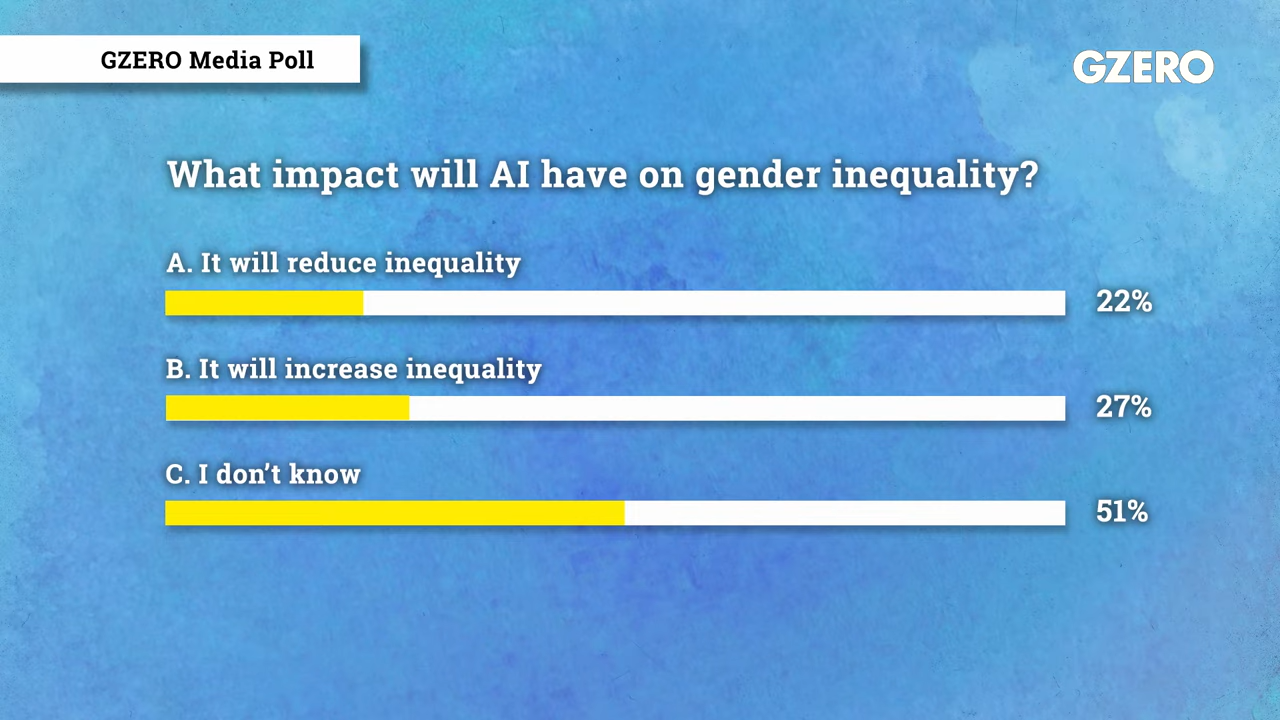 GZERO Media Poll
GZERO
What impact will AI have on gender inequality?
A. It will reduce inequality
22%
B. It will increase inequality
27%
C. I don’t know
51%